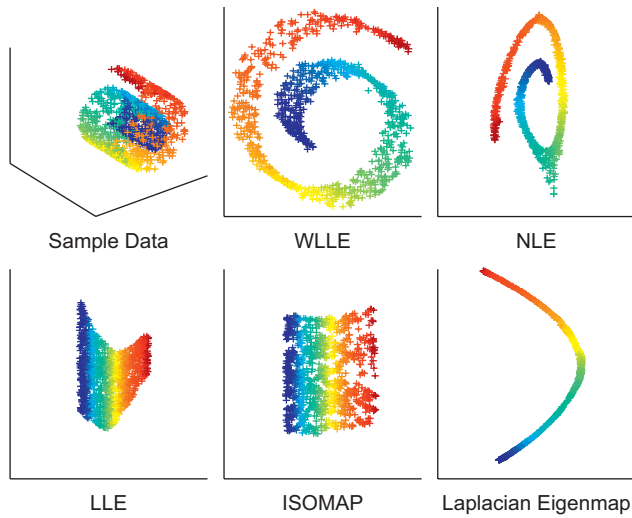 Sample Data
WLLE
NLE
LLE
ISOMAP
Laplacian Eigenmap